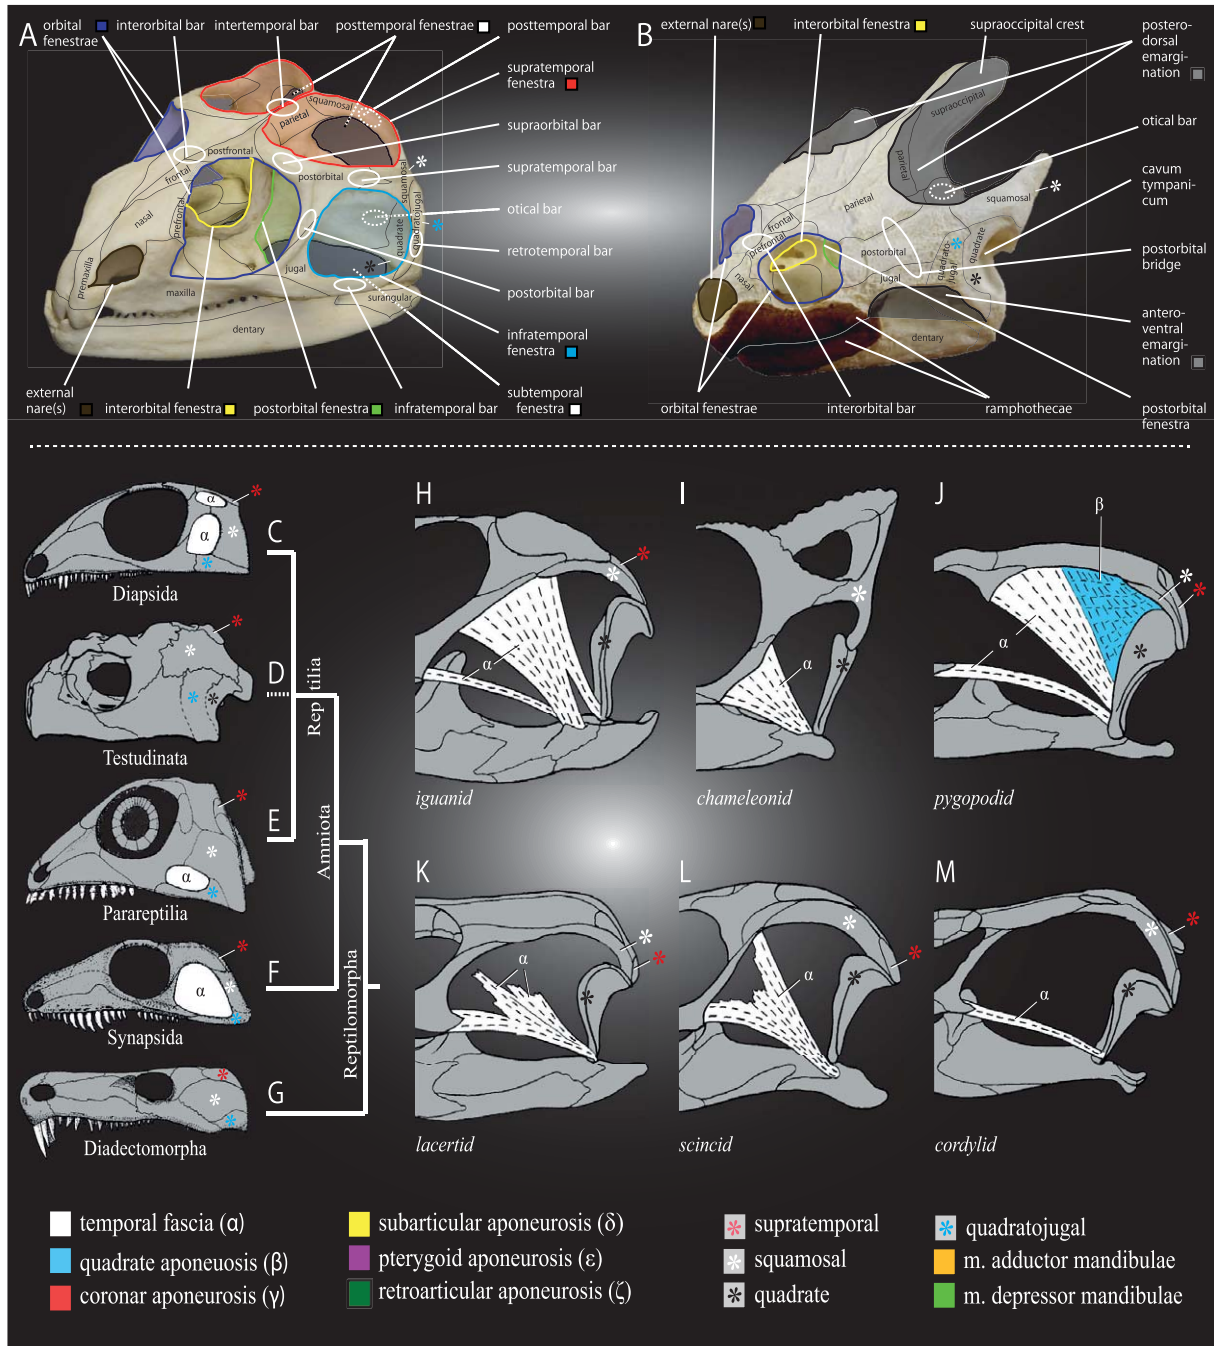 A
orbital
fenestrae
interorbital bar
intertemporal bar
posttemporal fenestrae
posttemporal bar
supratemporal
fenestra
supraorbital bar
supratemporal bar
otical bar
retrotemporal bar
postorbital bar
infratemporal
fenestra
subtemporal
fenestra
external
nare(s)
interorbital fenestra
postorbital fenestra
infratemporal bar
squamosal
parietal
postfrontal
frontal
postorbital
nasal
prefrontal
squamosal
quadratojugal
quadrate
premaxilla
jugal
maxilla
surangular
dentary
*
*
*
B
external nare(s)
interorbital fenestra
supraoccipital crest
postero-
dorsal
emargi-
nation
otical bar
cavum
tympani-
cum
postorbital
bridge
antero-
ventral
emargi-
nation
postorbital
fenestra
orbital fenestrae
interorbital bar
ramphothecae
supraoccipital
parietal
squamosal
parietal
frontal
prefrontal
postorbital
quadrato-
jugal
quadrate
nasal
jugal
dentary
*
*
*
C
α
α
*
*
*
Diapsida
D
*
*
*
*
Testudinata
E
α
*
*
*
Parareptilia
F
α
*
*
*
Synapsida
G
*
*
*
Diadectomorpha
Reptilia
Amniota
Reptilomorpha
H
α
*
*
*
iguanid
I
α
*
*
chameleonid
J
β
α
*
*
*
pygopodid
K
α
*
*
*
lacertid
L
α
*
*
*
scincid
M
α
*
*
*
cordylid
temporal fascia (α)
quadrate aponeuosis (β)
coronar aponeurosis (γ)
subarticular aponeurosis (δ)
pterygoid aponeurosis (ε)
retroarticular aponeurosis (ζ)
* supratemporal
* squamosal
* quadrate
* quadratojugal
m. adductor mandibulae
m. depressor mandibulae